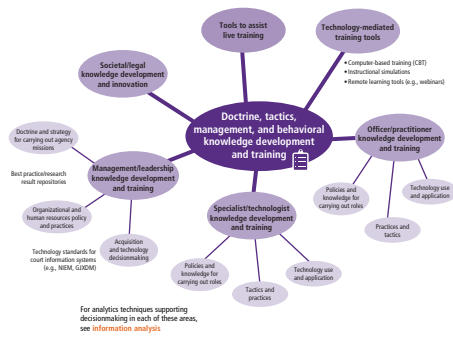 Tools to assist
live training
Technology-mediated
training tools
• Computer-based training (CBT)
• Instructional simulations
• Remote learning tools (e.g., webinars)
Societal/legal
knowledge development
and innovation
Doctrine, tactics,
management, and behavioral
knowledge development
and training
Doctrine and strategy
for carrying out agency
missions
Management/leadership
knowledge development
and training
Best practice/research
result repositories
Organizational and
human resources policy
and practices
Acquisition
and technology
decisionmaking
Technology standards for
court information systems
(e.g., NIEM, GJXDM)
Specialist/technologist
knowledge development
and training
Policies and
knowledge for
carrying out roles
Tactics and
practices
Technology use
and application
Officer/practitioner
knowledge development
and training
Policies and
knowledge for
carrying out roles
Practices and
tactics
Technology use
and application
For analytics techniques supporting
decisionmaking in each of these areas,
see information analysis